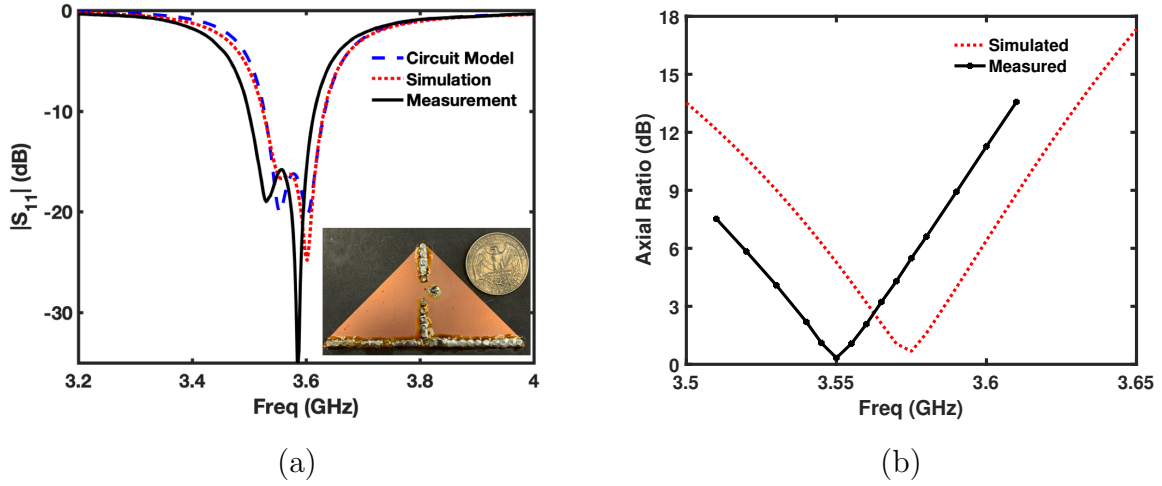 0
-10
-20
-30
|S11| (dB)
Circuit Model
Simulation
Measurement
3.2 3.4 3.6 3.8 4
Freq (GHz)
(a)
18
15
12
9
6
3
0
Axial Ratio (dB)
Simulated
Measured
3.5 3.55 3.6 3.65
Freq (GHz)
(b)